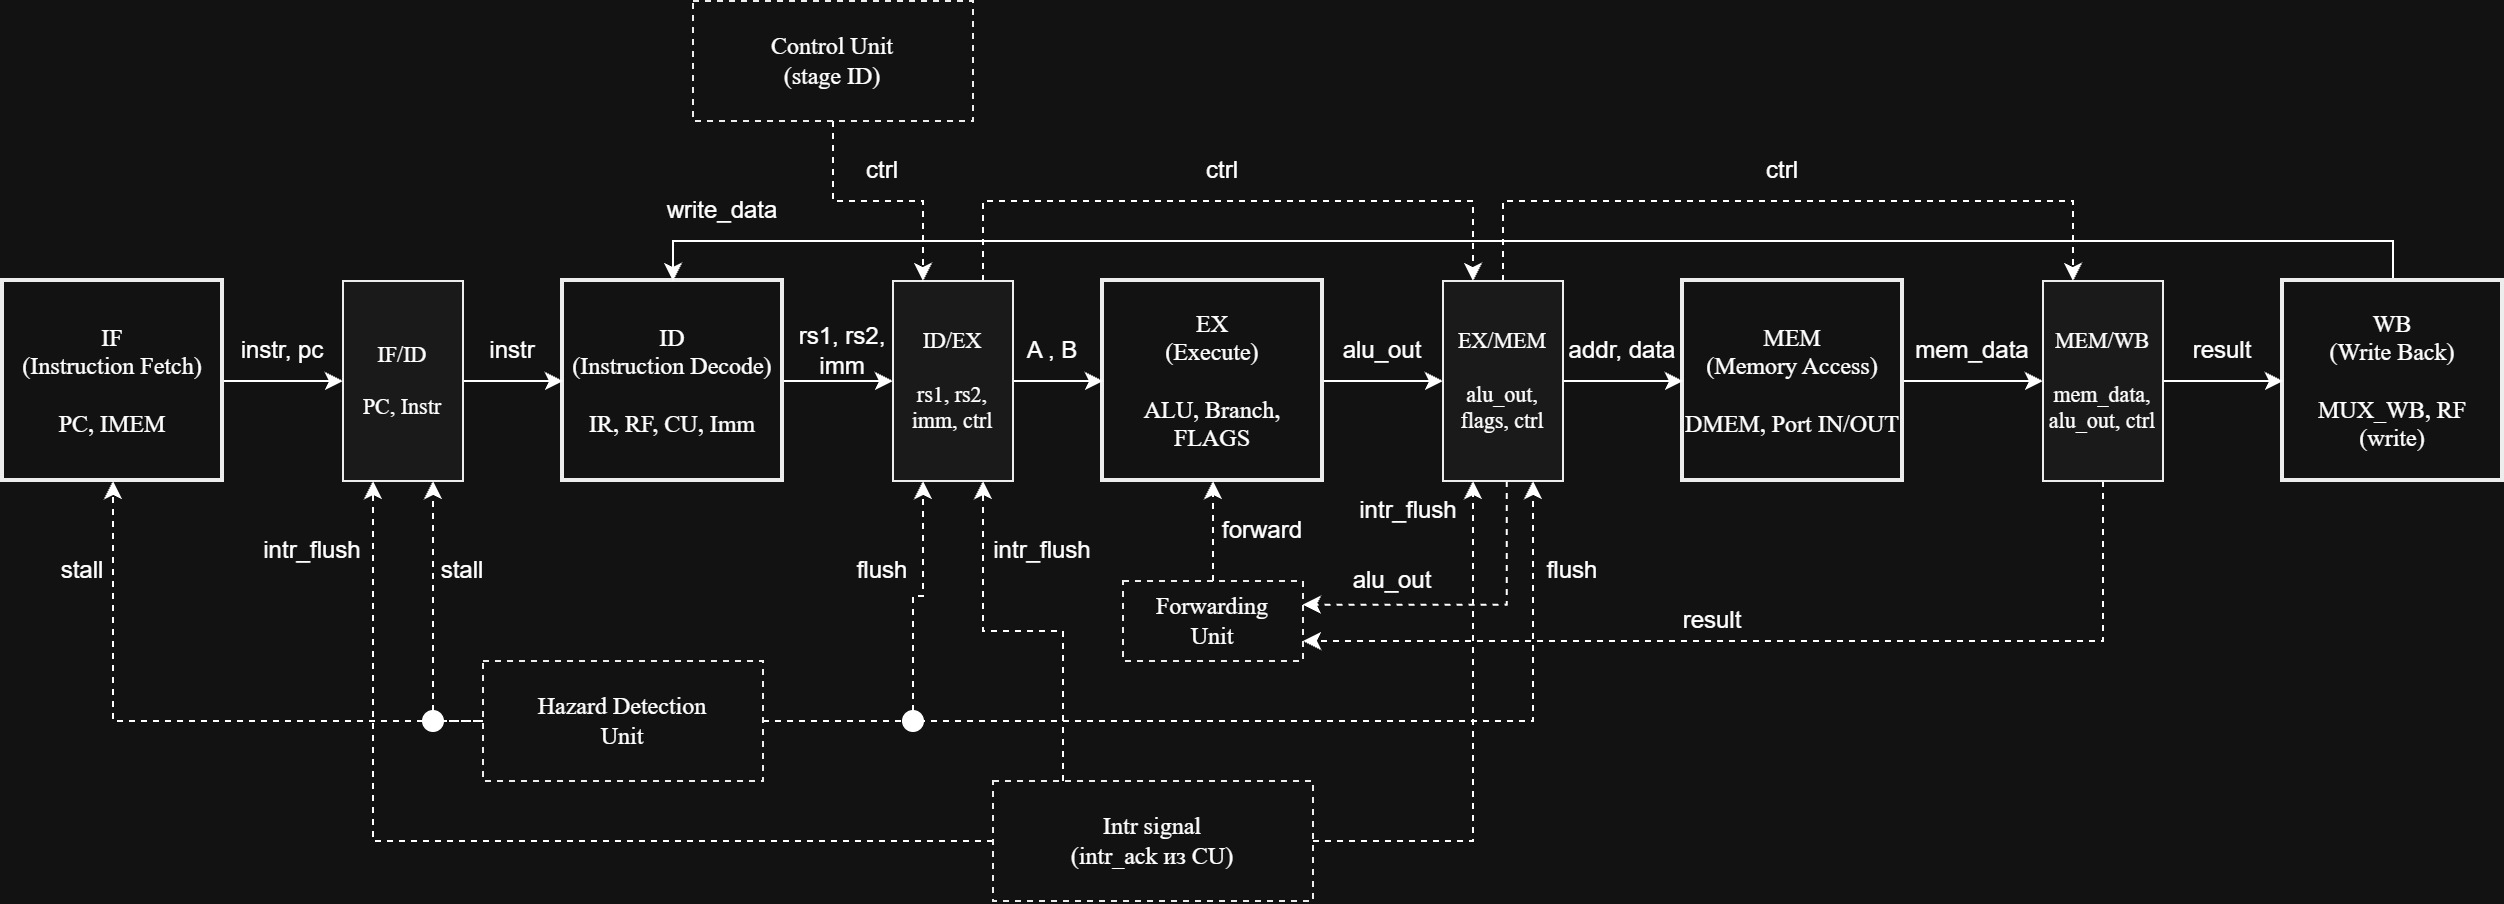 Control Unit
(stage ID)
ctrl
ctrl
ctrl
write_data
IF
(Instruction Fetch)
PC, IMEM
instr, pc
IF/ID
PC, Instr
instr
ID
(Instruction Decode)
IR, RF, CU, Imm
rs1, rs2,
imm
ID/EX
rs1, rs2,
imm, ctrl
A , B
EX
(Execute)
ALU, Branch,
FLAGS
alu_out
EX/MEM
alu_out,
flags, ctrl
addr, data
MEM
(Memory Access)
DMEM, Port IN/OUT
mem_data
MEM/WB
mem_data,
alu_out, ctrl
result
WB
(Write Back)
MUX_WB, RF
(write)
stall
intr_flush
stall
flush
intr_flush
forward
intr_flush
alu_out
flush
Forwarding
Unit
result
Hazard Detection
Unit
Intr signal
(intr_ack из CU)